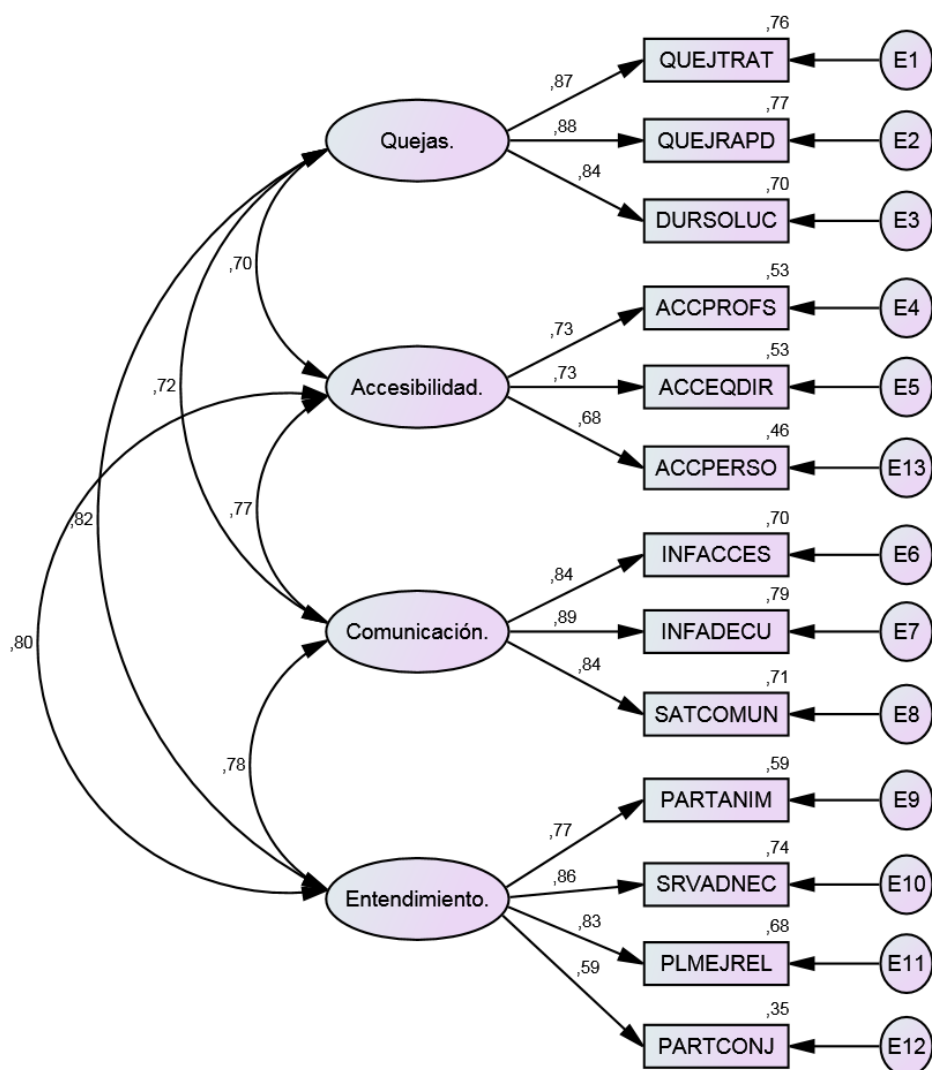 ,76
QUEJTRAT
E1
,87
,77
Quejas.
,88
QUEJRAPD
E2
,84
,70
DURSOLUC
E3
,70
,53
ACCPROFS
E4
,73
,53
,72
Accesibilidad.
,73
ACCEQDIR
E5
,68
,46
ACCPERSO
E13
,77
,82
,70
INFACCES
E6
,84
,79
,80
Comunicación.
,89
INFADECU
E7
,84
,71
SATCOMUN
E8
,78
,59
PARTANIM
E9
,77
,74
Entendimiento.
,86
SRVADNEC
E10
,83
,68
PLMEJREL
E11
,59
,35
PARTCONJ
E12